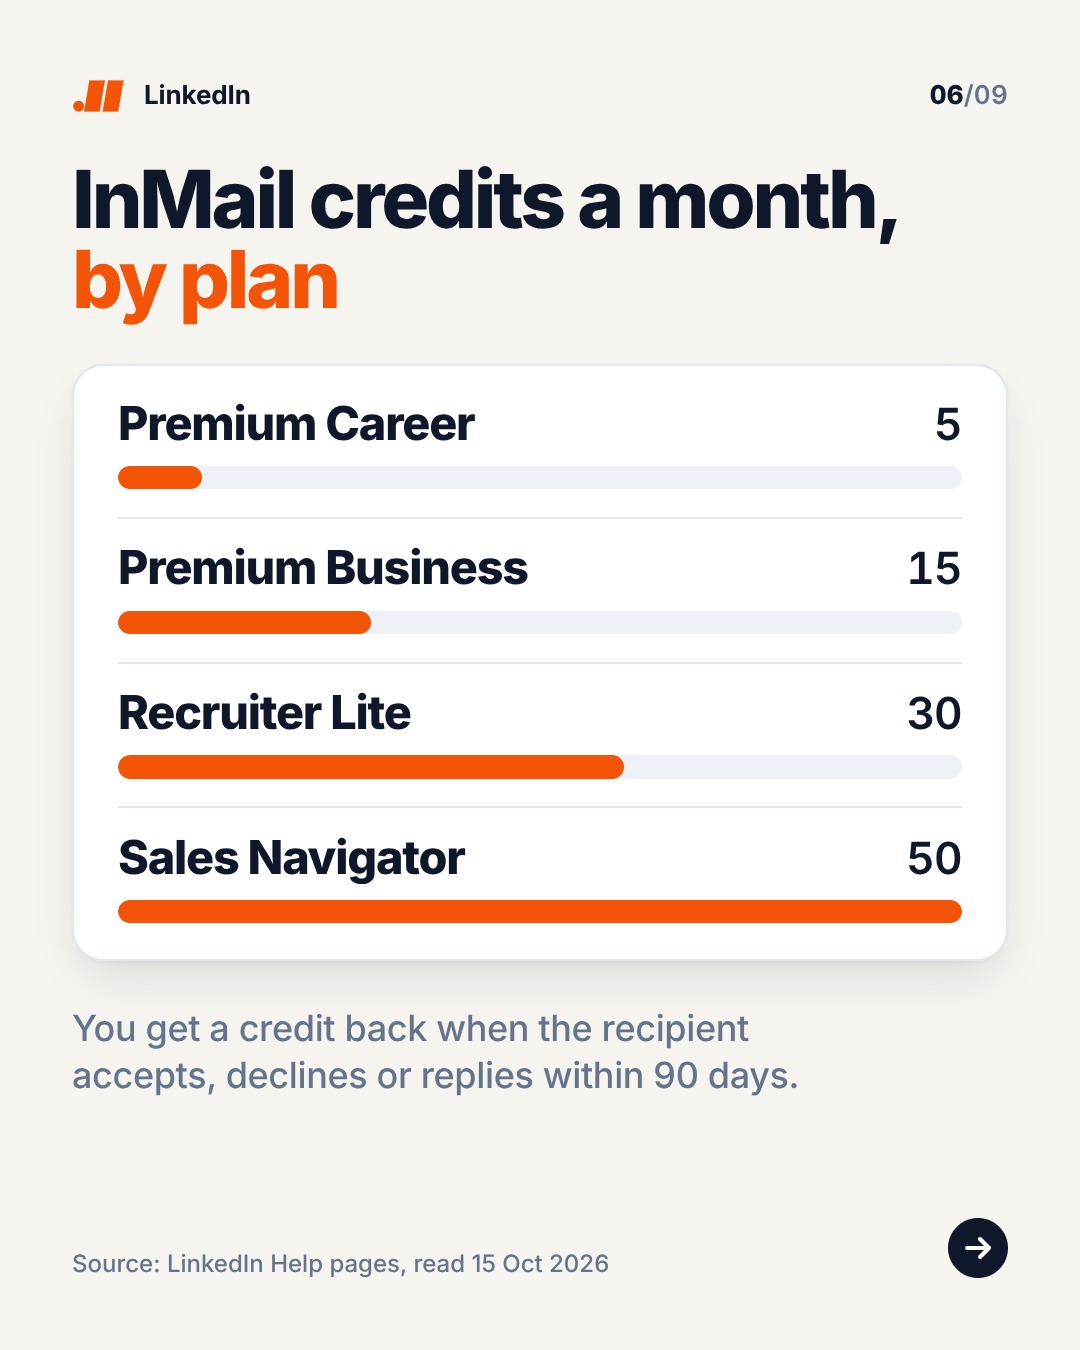 LinkedIn
06/09
InMail credits a month,
by plan
Premium Career 5
Premium Business 15
Recruiter Lite 30
Sales Navigator 50
You get a credit back when the recipient
accepts, declines or replies within 90 days.
Source: LinkedIn Help pages, read 15 Oct 2026